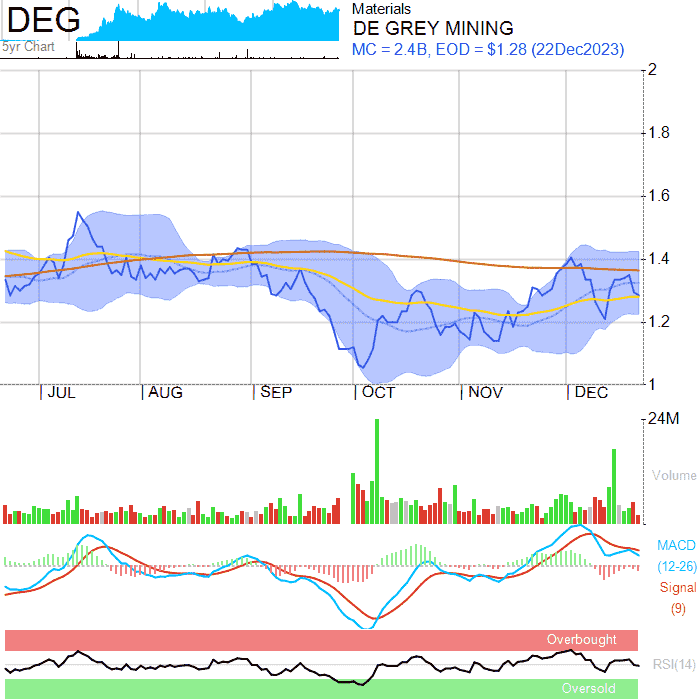 DEG
5yr Chart
Materials
DE GREY MINING
MC = 2.4B, EOD = $1.28 (22Dec2023)
2
1.8
1.6
1.4
1.2
1
JUL
AUG
SEP
OCT
NOV
DEC
24M
Volume
MACD
(12-26)
Signal
(9)
Overbought
RSI(14)
Oversold